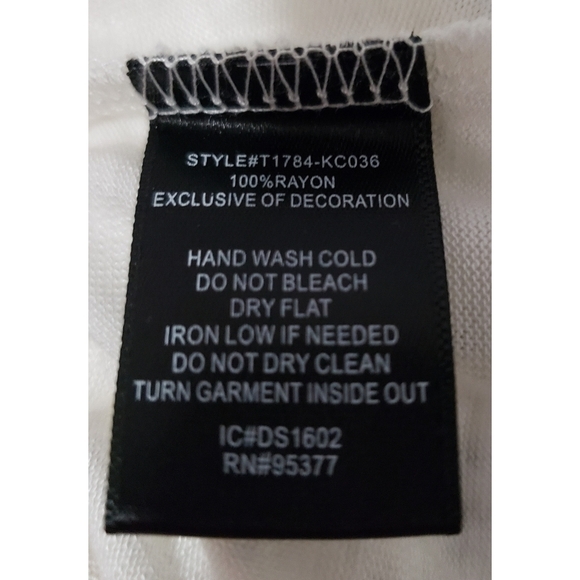 STYLE#T1784-KC036
100%RAYON
EXCLUSIVE OF DECORATION
HAND WASH COLD
DO NOT BLEACH
DRY FLAT
IRON LOW IF NEEDED
DO NOT DRY CLEAN
TURN GARMENT INSIDE OUT
IC#DS1602
RN#95377